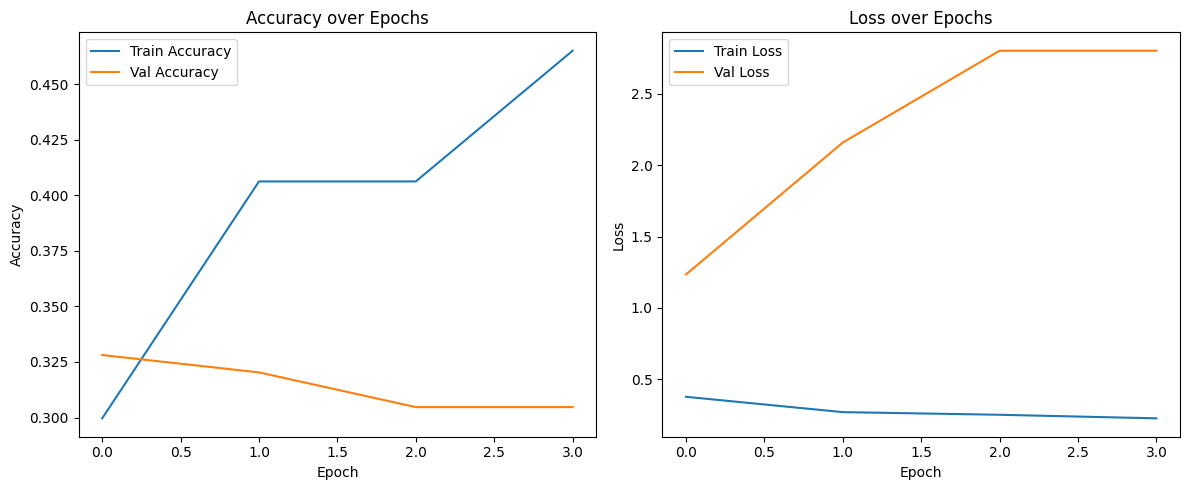 Accuracy over Epochs
Train Accuracy
Val Accuracy
0.450
0.425
0.400
0.375
0.350
0.325
0.300
Accuracy
0.0 0.5 1.0 1.5 2.0 2.5 3.0
Epoch
Loss over Epochs
Train Loss
Val Loss
2.5
2.0
1.5
1.0
0.5
Loss
0.0 0.5 1.0 1.5 2.0 2.5 3.0
Epoch